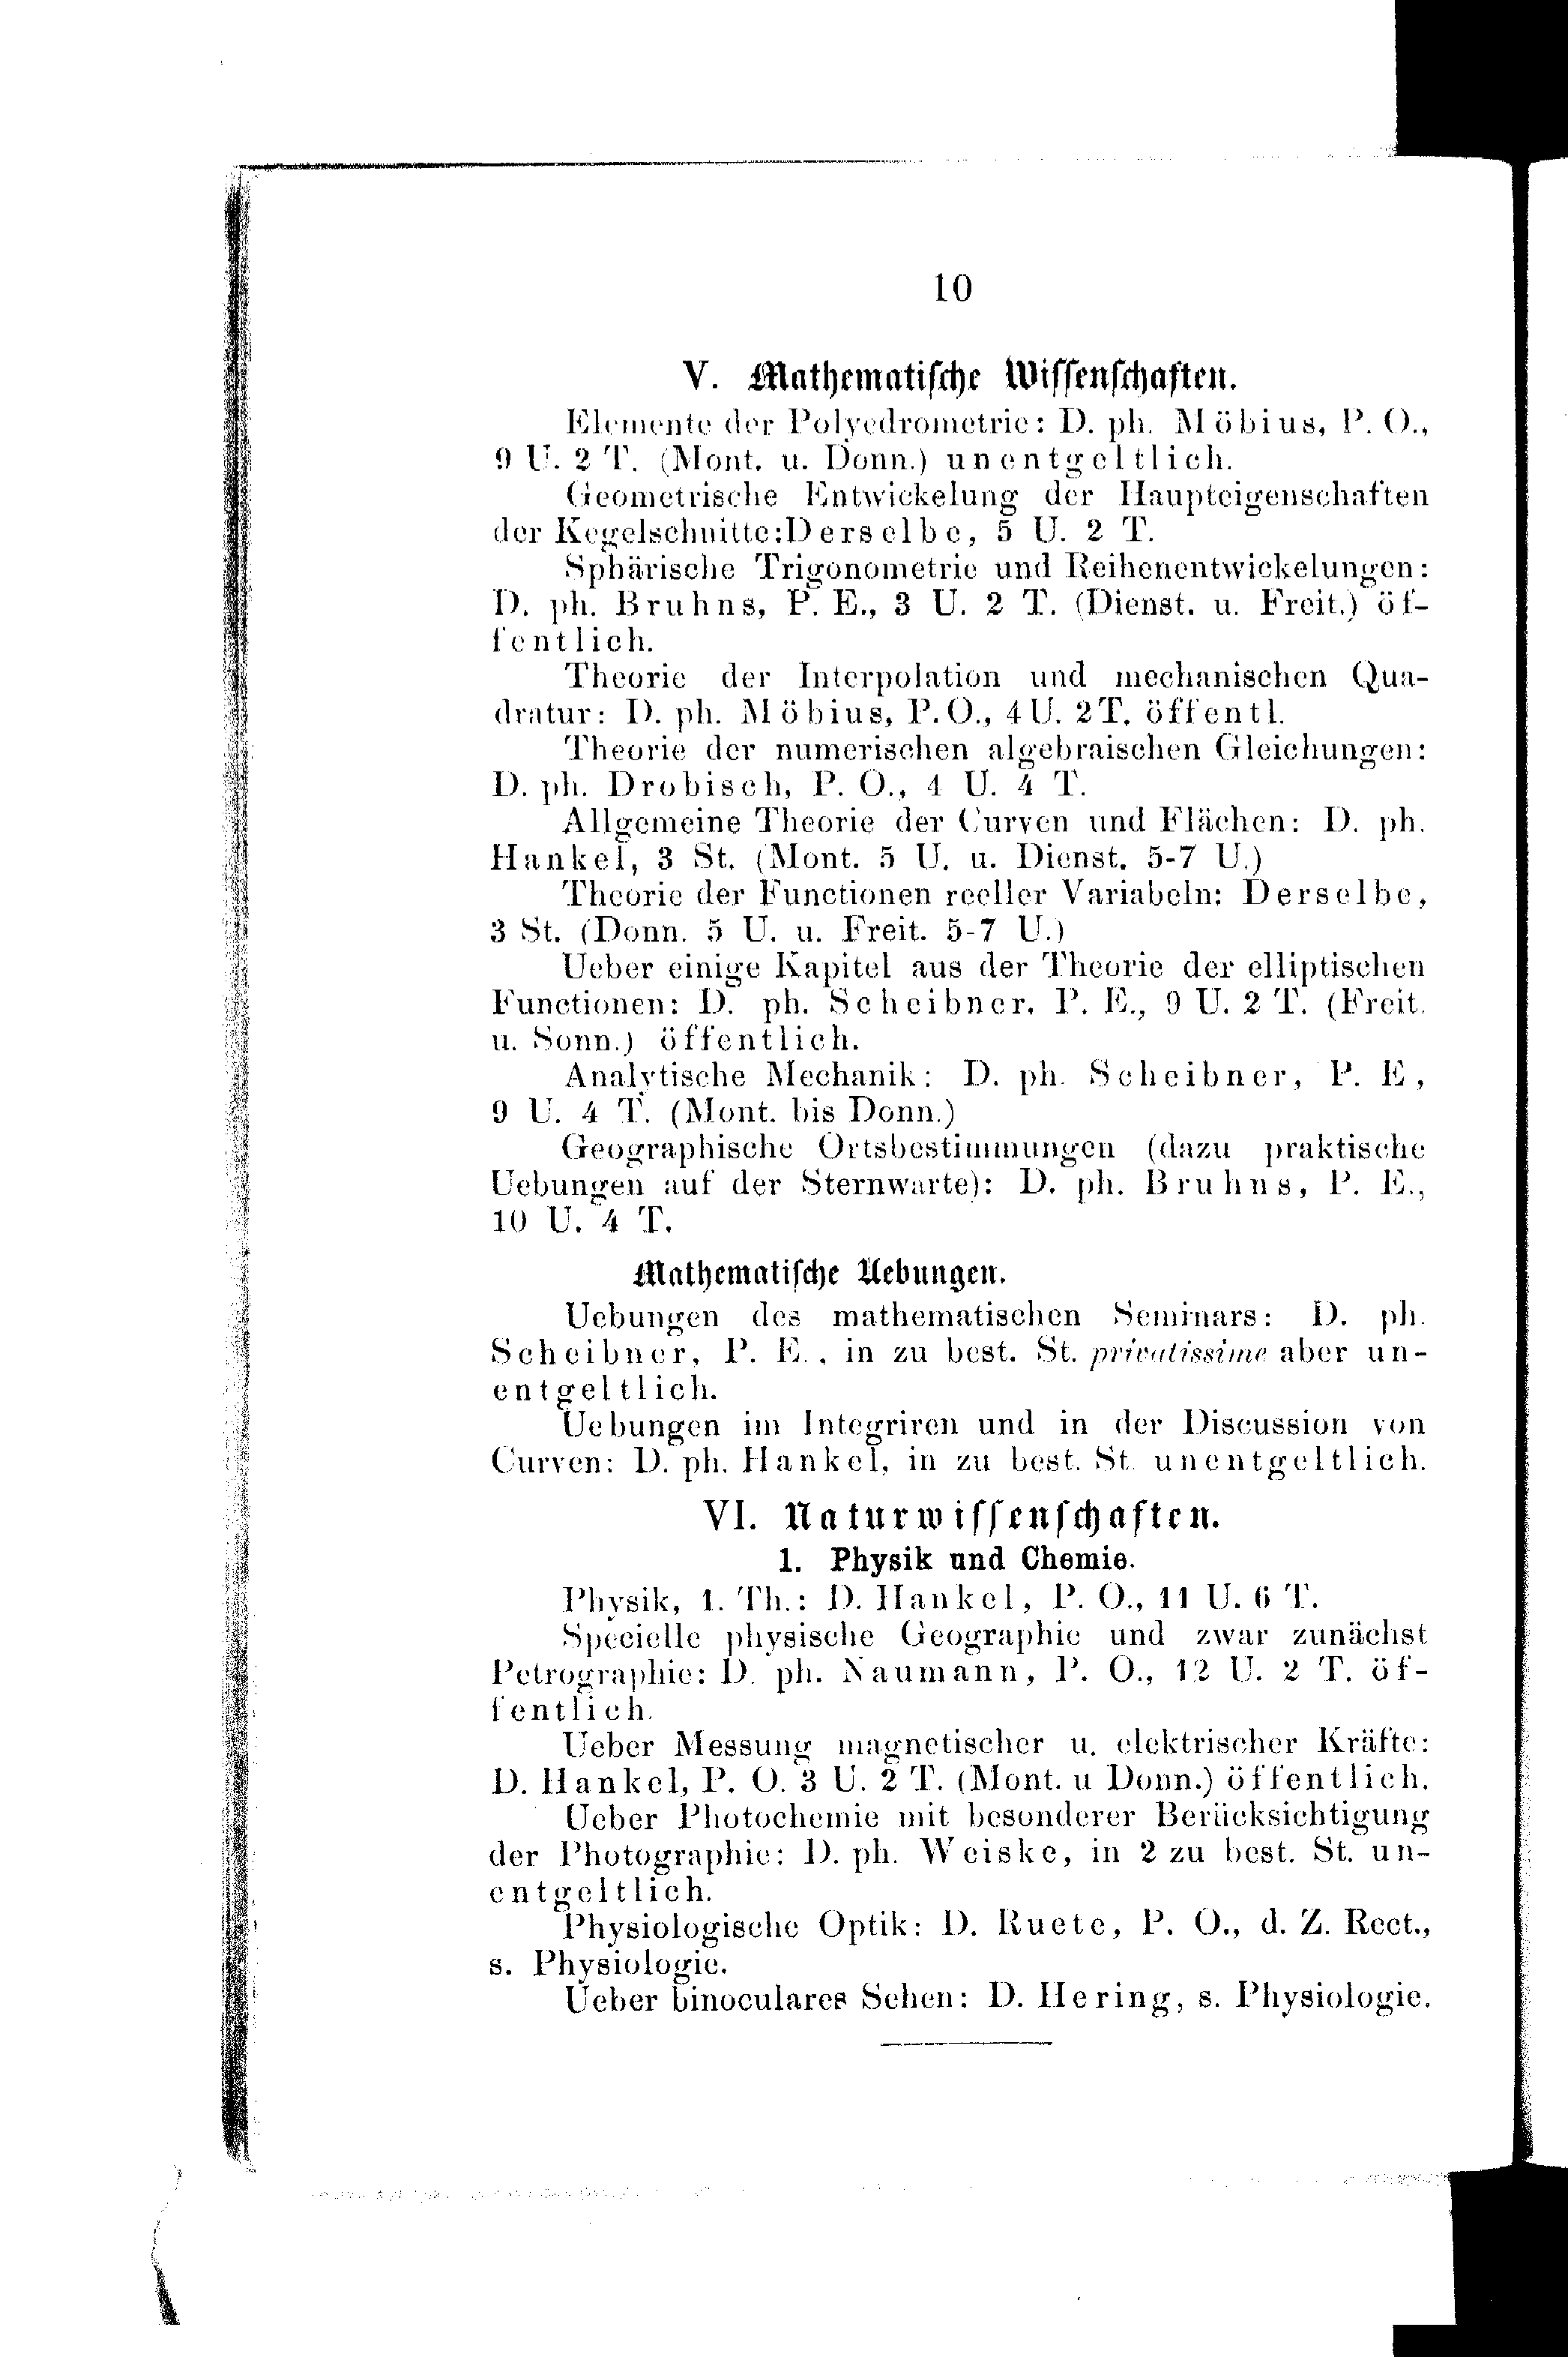 10
V. Mathematische Wissenschaften.
Elemente der Polyedrometrie: D. ph. Möbius, P. O.,
9 U. 2 T. (Mont. u. Donn.) unentgeltlich.
Geometrische Entwickelung der Haupteigenschaften
der Kegelschnitte: Derselbe, 5 U. 2 T.
Sphärische Trigonometrie und Reihenentwickelungen:
D. ph. Bruhns, P. E., 3 U. 2 T. (Dienst. u. Freit.) öf-
fentlich.
Theorie der Interpolation und mechanischen Qua-
dratur: D. ph. Möbius, P. O., 4 U. 2 T. öffentl.
Theorie der numerischen algebraischen Gleichungen:
D. ph. Drobisch, P. O., 4 U. 4 T.
Allgemeine Theorie der Curven und Flächen: D. ph.
Hankel, 3 St. (Mont. 5 U. u. Dienst. 5-7 U.)
Theorie der Functionen reeller Variabeln: Derselbe,
3 St. (Donn. 5 U. u. Freit. 5-7 U.)
Ueber einige Kapitel aus der Theorie der elliptischen
Functionen: D. ph. Scheibner, P. E., 9 U. 2 T. (Freit.
u. Sonn.) öffentlich.
Analytische Mechanik: D. ph. Scheibner, P. E,
9 U. 4 T. (Mont. bis Donn.)
Geographische Ortsbestimmungen (dazu praktische
Uebungen auf der Sternwarte): D. ph. Bruhns, P. E.,
10 U. 4 T.
Mathematische Uebungen.
Uebungen des mathematischen Seminars: D. ph.
Scheibner, P. E., in zu best. St. privatissime aber un-
entgeltlich.
Uebungen im Integriren und in der Discussion von
Curven: D. ph. Hankel, in zu best. St. unentgeltlich.
VI. Naturwissenschaften.
1. Physik und Chemie.
Physik, 1. Th.: D. Hankel, P. O., 11 U. 6 T.
Specielle physische Geographie und zwar zunächst
Petrographie: D. ph. Naumann, P. O., 12 U. 2 T. öf-
fentlich.
Ueber Messung magnetischer u. elektrischer Kräfte:
D. Hankel, P. O. 3 U. 2 T. (Mont. u Donn.) öffentlich.
Ueber Photochemie mit besonderer Berücksichtigung
der Photographie: D. ph. Weiske, in 2 zu best. St. un-
entgeltlich.
Physiologische Optik: D. Ruete, P. O., d. Z. Rect.,
s. Physiologie.
Ueber binoculares Sehen: D. Hering, s. Physiologie.